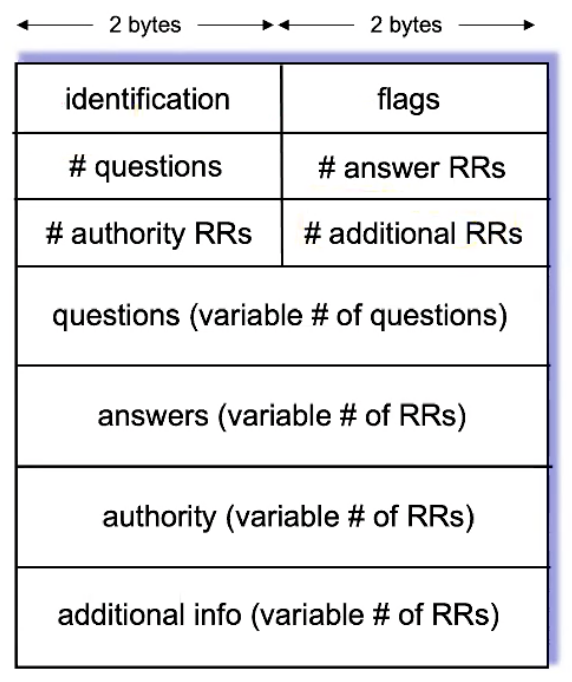 2 bytes 2 bytes
identification flags
# questions # answer RRs
# authority RRs # additional RRs
questions (variable # of questions)
answers (variable # of RRs)
authority (variable # of RRs)
additional info (variable # of RRs)